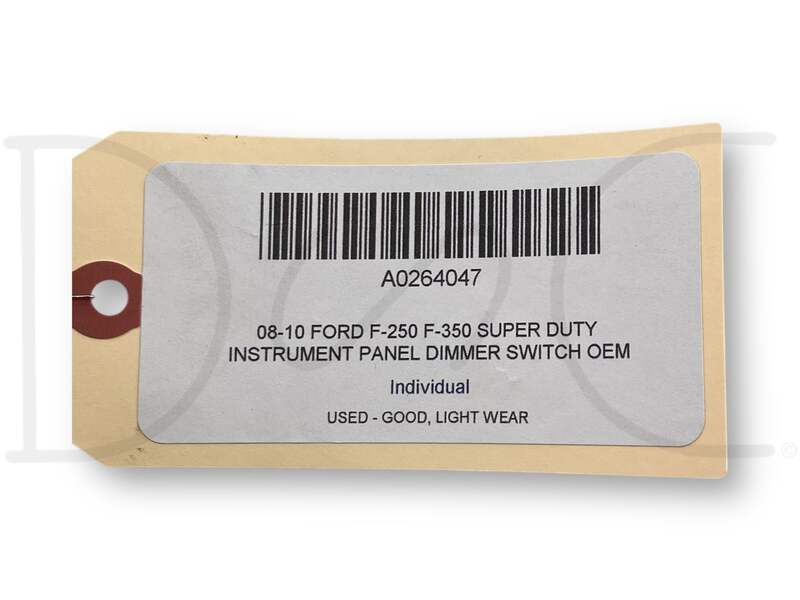 A0264047
08-10 FORD F-250 F-350 SUPER DUTY
INSTRUMENT PANEL DIMMER SWITCH OEM
Individual
USED - GOOD, LIGHT WEAR